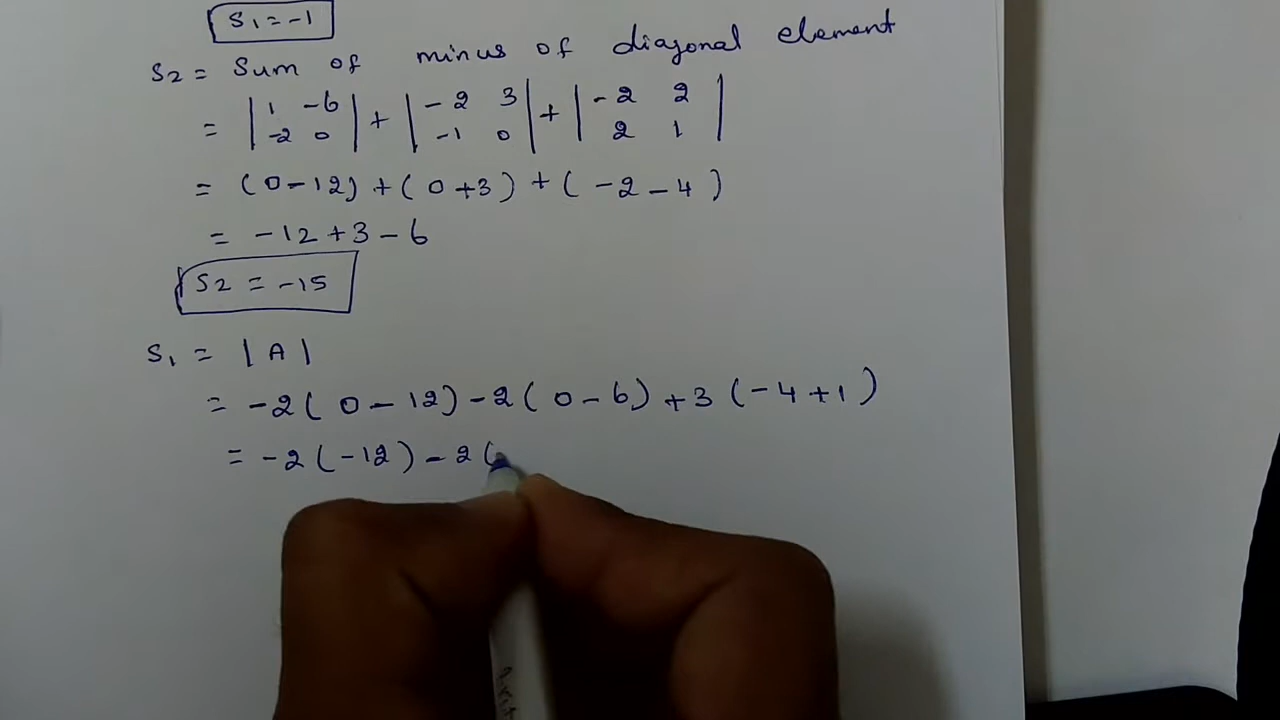 S1 = -1
S2 = Sum of minus of diagonal element
= | 1 -6 | + | -2 3 | + | -2 2 |
| -2 0 | | -1 0 | | 2 1 |
= (0-12) + (0+3) + (-2-4)
= -12+3-6
S2 = -15
S1 = |A|
= -2(0-12) -2(0-6) +3(-4+1)
= -2(-12) -2(